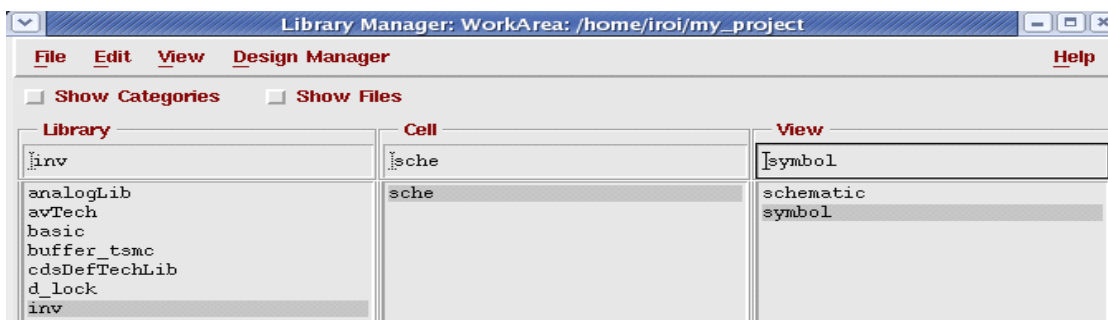 Library Manager: WorkArea: /home/iroi/my_project
File Edit View Design Manager Help
Show Categories Show Files
Library Cell View
inv sche symbol
analogLib sche schematic
avTech symbol
basic
buffer_tsmc
cdsDefTechLib
d_lock
inv